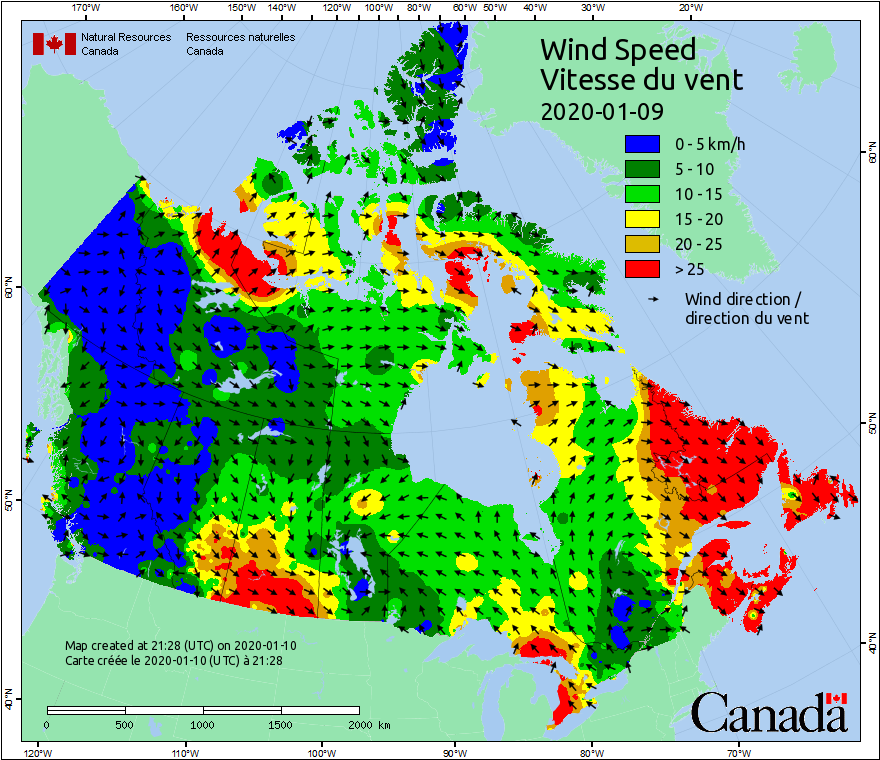 170°W 160°W 150°W 140°W 130°W 120°W 110°W 100°W 90°W 80°W 70°W 60°W 50°W 40°W 30°W 20°W
Natural Resources
Canada
Ressources naturelles
Canada
Wind Speed
Vitesse du vent
2020-01-09
0 - 5 km/h
5 - 10
10 - 15
15 - 20
20 - 25
> 25
Wind direction /
direction du vent
60°N
50°N
40°N
60°N
50°N
40°N
Map created at 21:28 (UTC) on 2020-01-10
Carte créée le 2020-01-10 (UTC) à 21:28
0 500 1000 1500 2000 km
Canada
120°W 110°W 100°W 90°W 80°W 70°W